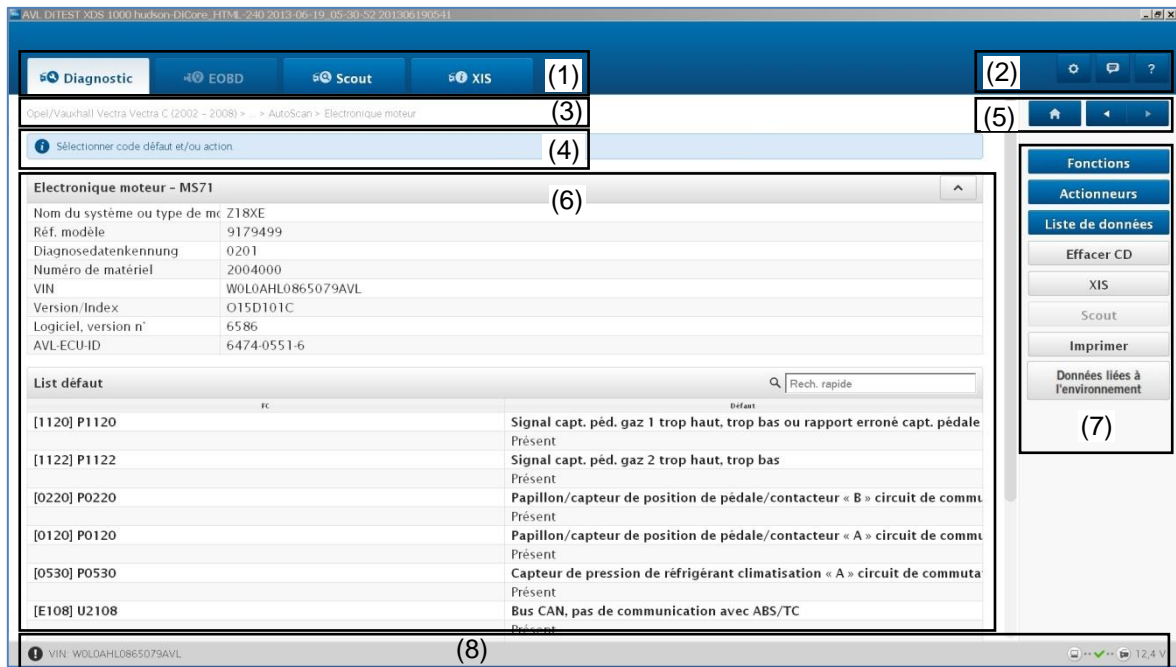 AVL DITEST XDS 1000 hudson-DiCore_HTML-240 2013-06-19_05-30-52 201306190541
Diagnostic
EOBD
Scout
XIS
(1)
(2)
?
Opel/Vauxhall Vectra Vectra C (2002 – 2008) > ... > AutoScan > Electronique moteur
(3)
(5)
Sélectionner code défaut et/ou action.
(4)
Electronique moteur – MS71
(6)
Nom du système ou type de mo Z18XE
Réf. modèle 9179499
Diagnosedatenkennung 0201
Numéro de matériel 2004000
VIN W0L0AHL0865079AVL
Version/Index O15D101C
Logiciel, version n° 6586
AVL-ECU-ID 6474-0551-6
List défaut
Rech. rapide
FC Défaut
[1120] P1120 Signal capt. péd. gaz 1 trop haut, trop bas ou rapport erroné capt. pédale
Présent
[1122] P1122 Signal capt. péd. gaz 2 trop haut, trop bas
Présent
[0220] P0220 Papillon/capteur de position de pédale/contacteur « B » circuit de commu
Présent
[0120] P0120 Papillon/capteur de position de pédale/contacteur « A » circuit de commu
Présent
[0530] P0530 Capteur de pression de réfrigérant climatisation « A » circuit de commuta
Présent
[E108] U2108 Bus CAN, pas de communication avec ABS/TC
Présent
Fonctions
Actionneurs
Liste de données
Effacer CD
XIS
Scout
Imprimer
Données liées à
l'environnement
(7)
VIN: W0L0AHL0865079AVL
(8)
12,4 V